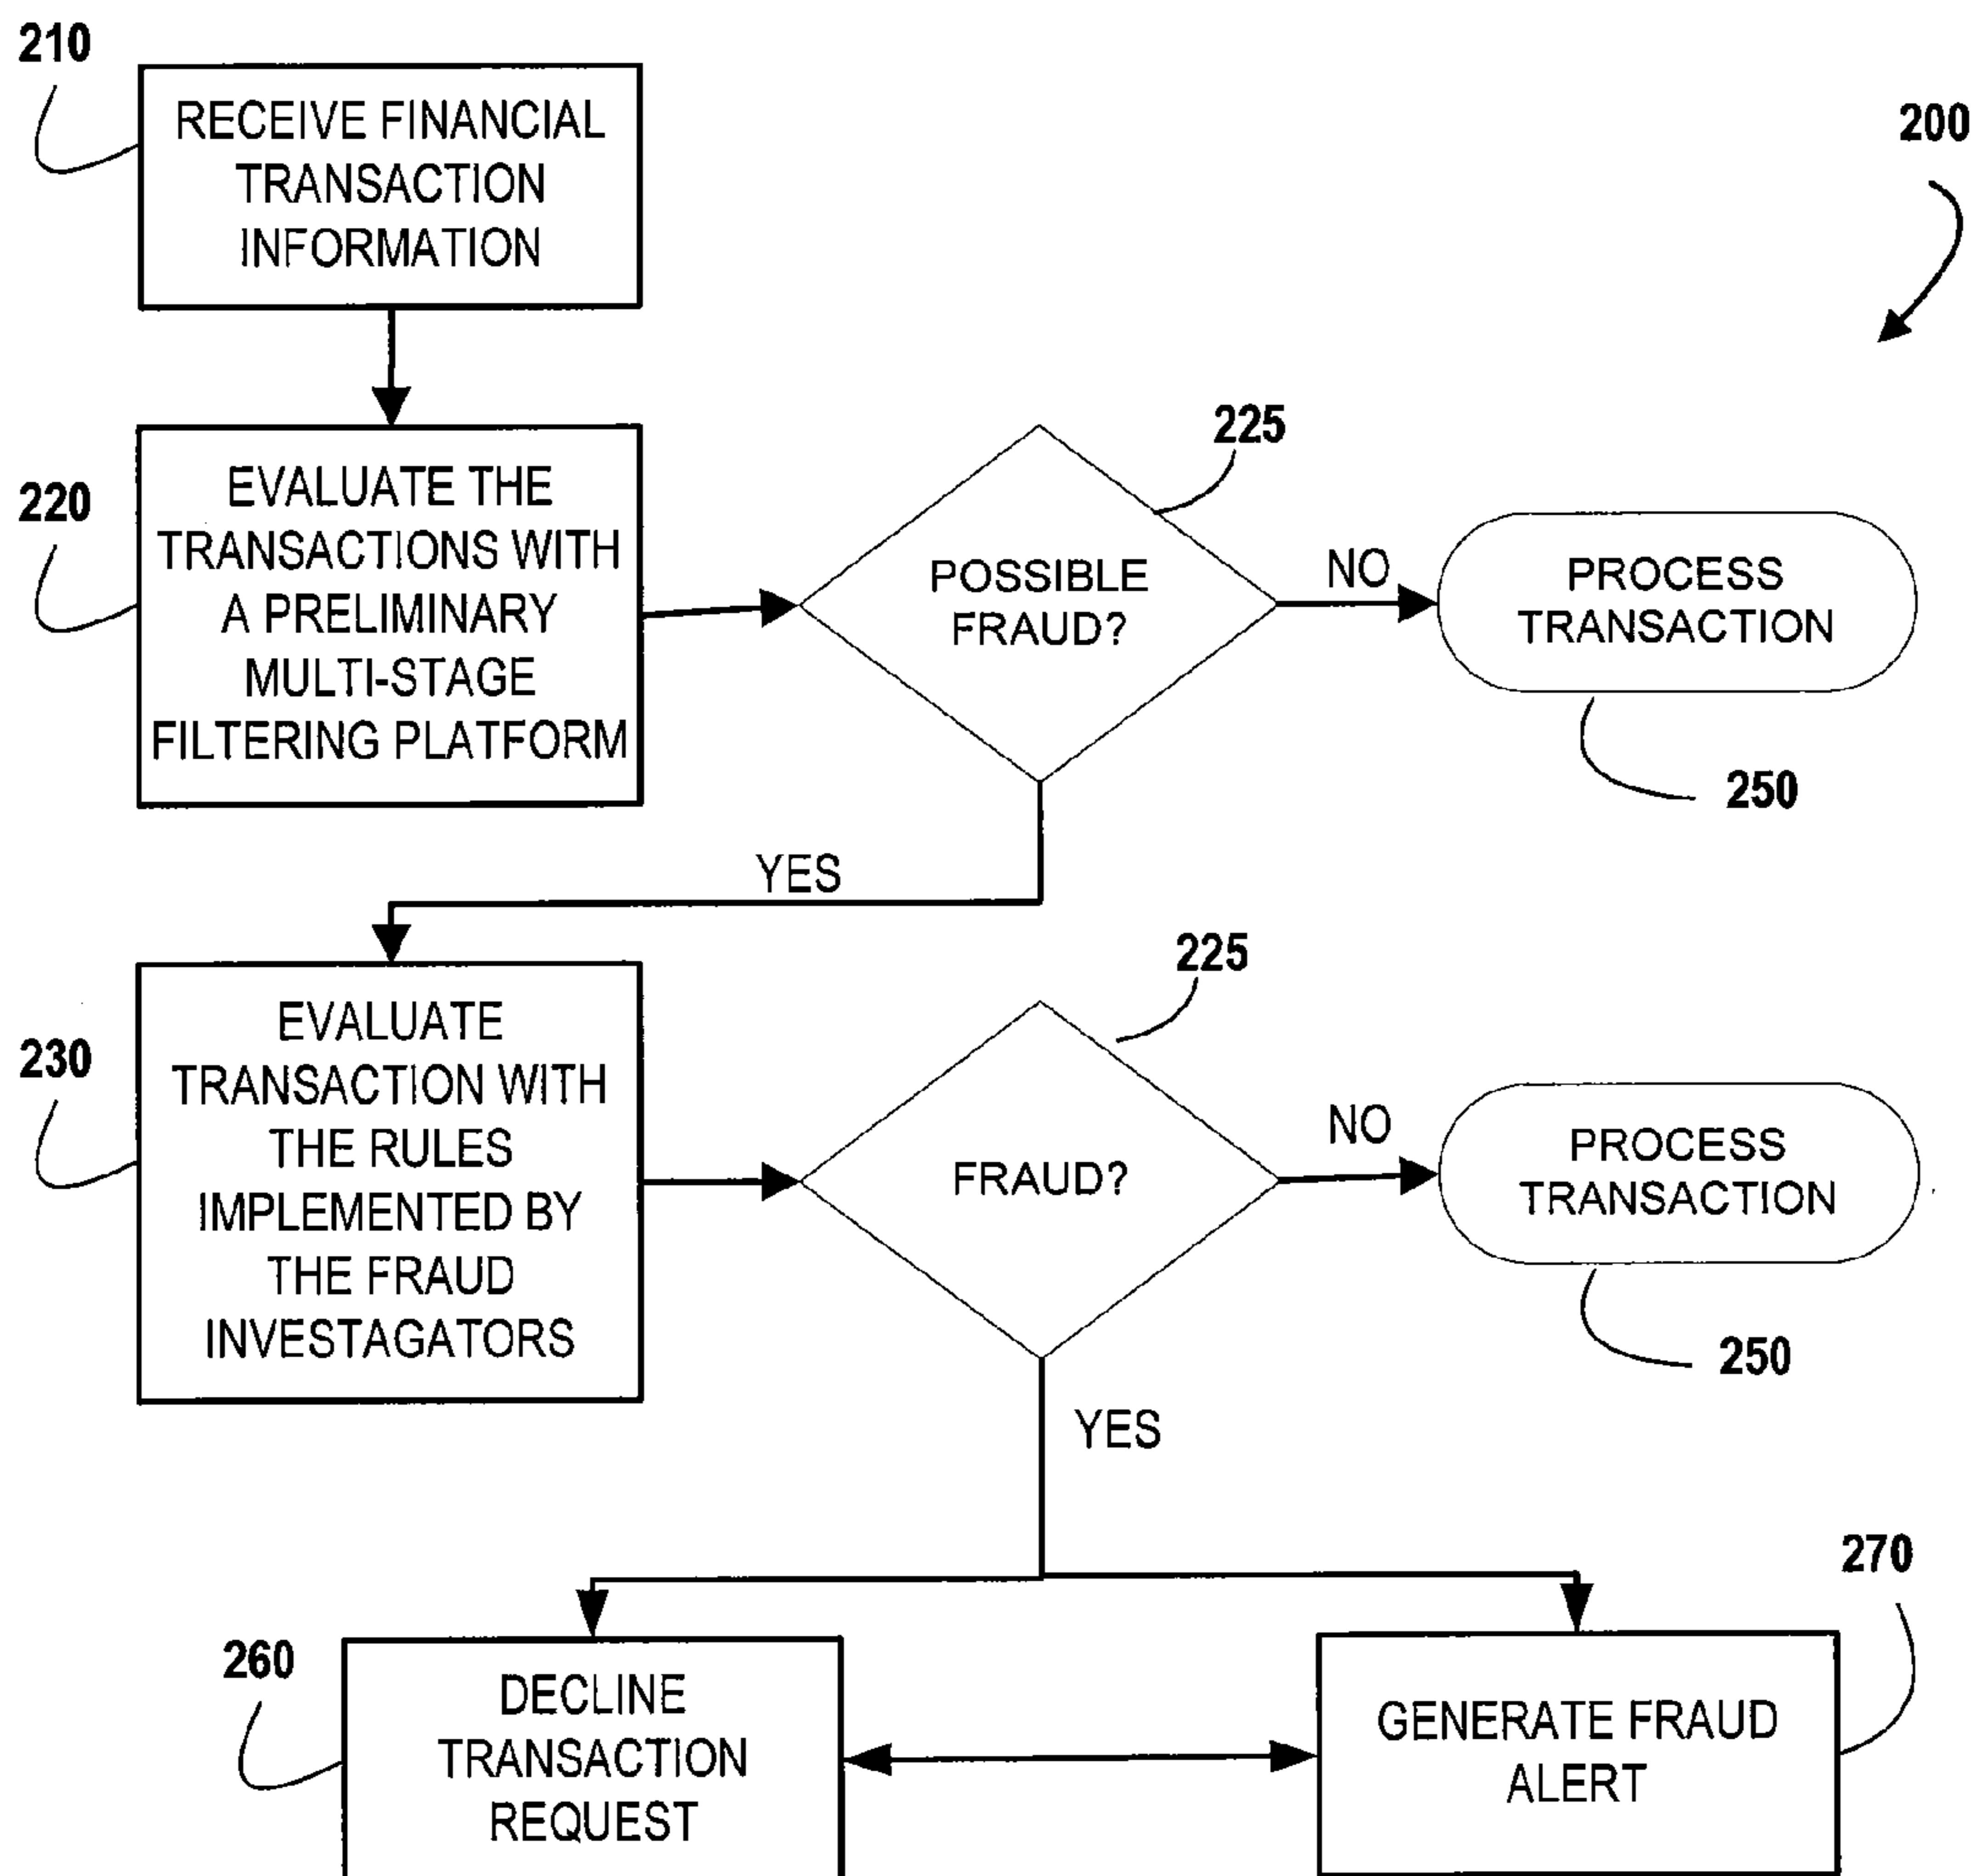 210
RECEIVE FINANCIAL
TRANSACTION
INFORMATION
200
220
EVALUATE THE
TRANSACTIONS WITH
A PRELIMINARY
MULTI-STAGE
FILTERING PLATFORM
225
POSSIBLE
FRAUD?
NO
PROCESS
TRANSACTION
250
YES
230
EVALUATE
TRANSACTION WITH
THE RULES
IMPLEMENTED BY
THE FRAUD
INVESTAGATORS
225
FRAUD?
NO
PROCESS
TRANSACTION
250
YES
260
DECLINE
TRANSACTION
REQUEST
270
GENERATE FRAUD
ALERT